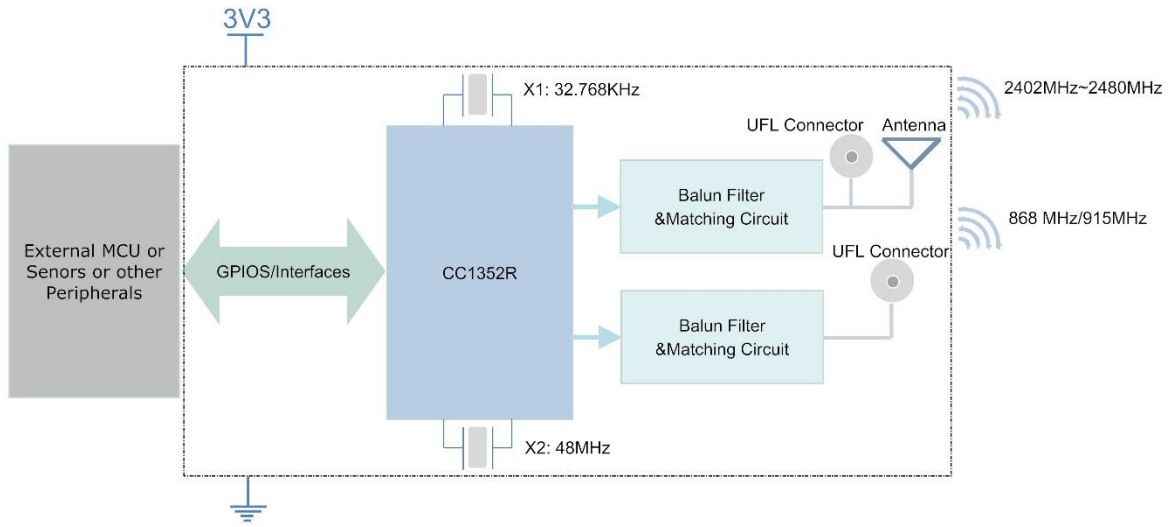 3V3
X1: 32.768KHz
2402MHz~2480MHz
UFL Connector
Antenna
Balun Filter
&Matching Circuit
868 MHz/915MHz
External MCU or
Senors or other
Peripherals
GPIOS/Interfaces
CC1352R
UFL Connector
Balun Filter
&Matching Circuit
X2: 48MHz